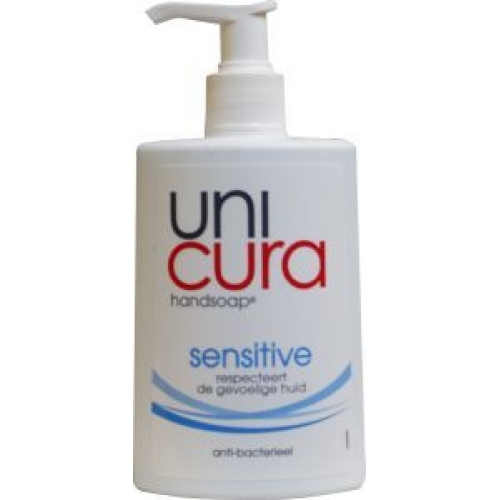 uni
cura
handsoap®
sensitive
respecteert
de gevoelige huid
anti-bacterieel